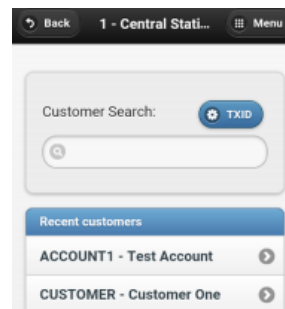 Back 1 - Central Stati... Menu
Customer Search: TXID
Recent customers
ACCOUNT1 - Test Account
CUSTOMER - Customer One